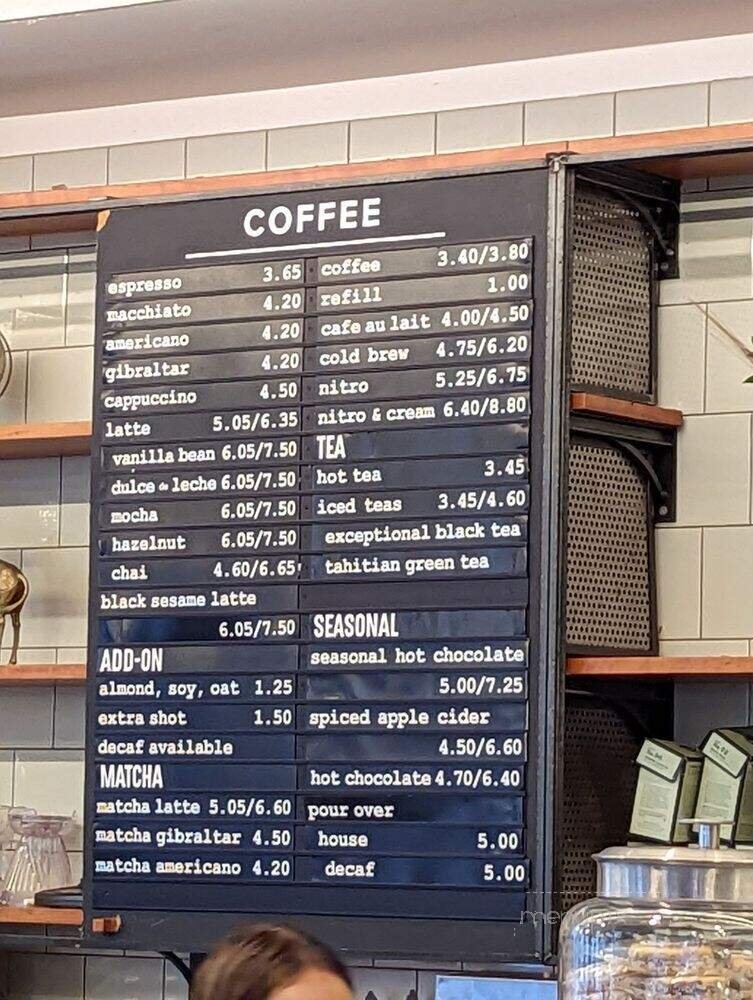 COFFEE
espresso 3.65
macchiato 4.20
americano 4.20
gibraltar 4.20
cappuccino 4.50
latte 5.05/6.35
vanilla bean 6.05/7.50
dulce de leche 6.05/7.50
mocha 6.05/7.50
hazelnut 6.05/7.50
chai 4.60/6.65
black sesame latte
6.05/7.50
ADD-ON
almond, soy, oat 1.25
extra shot 1.50
decaf available
MATCHA
matcha latte 5.05/6.60
matcha gibraltar 4.50
matcha americano 4.20
coffee 3.40/3.80
refill 1.00
cafe au lait 4.00/4.50
cold brew 4.75/6.20
nitro 5.25/6.75
nitro & cream 6.40/8.80
TEA
hot tea 3.45
iced teas 3.45/4.60
exceptional black tea
tahitian green tea
SEASONAL
seasonal hot chocolate
5.00/7.25
spiced apple cider
4.50/6.60
hot chocolate 4.70/6.40
pour over
house 5.00
decaf 5.00